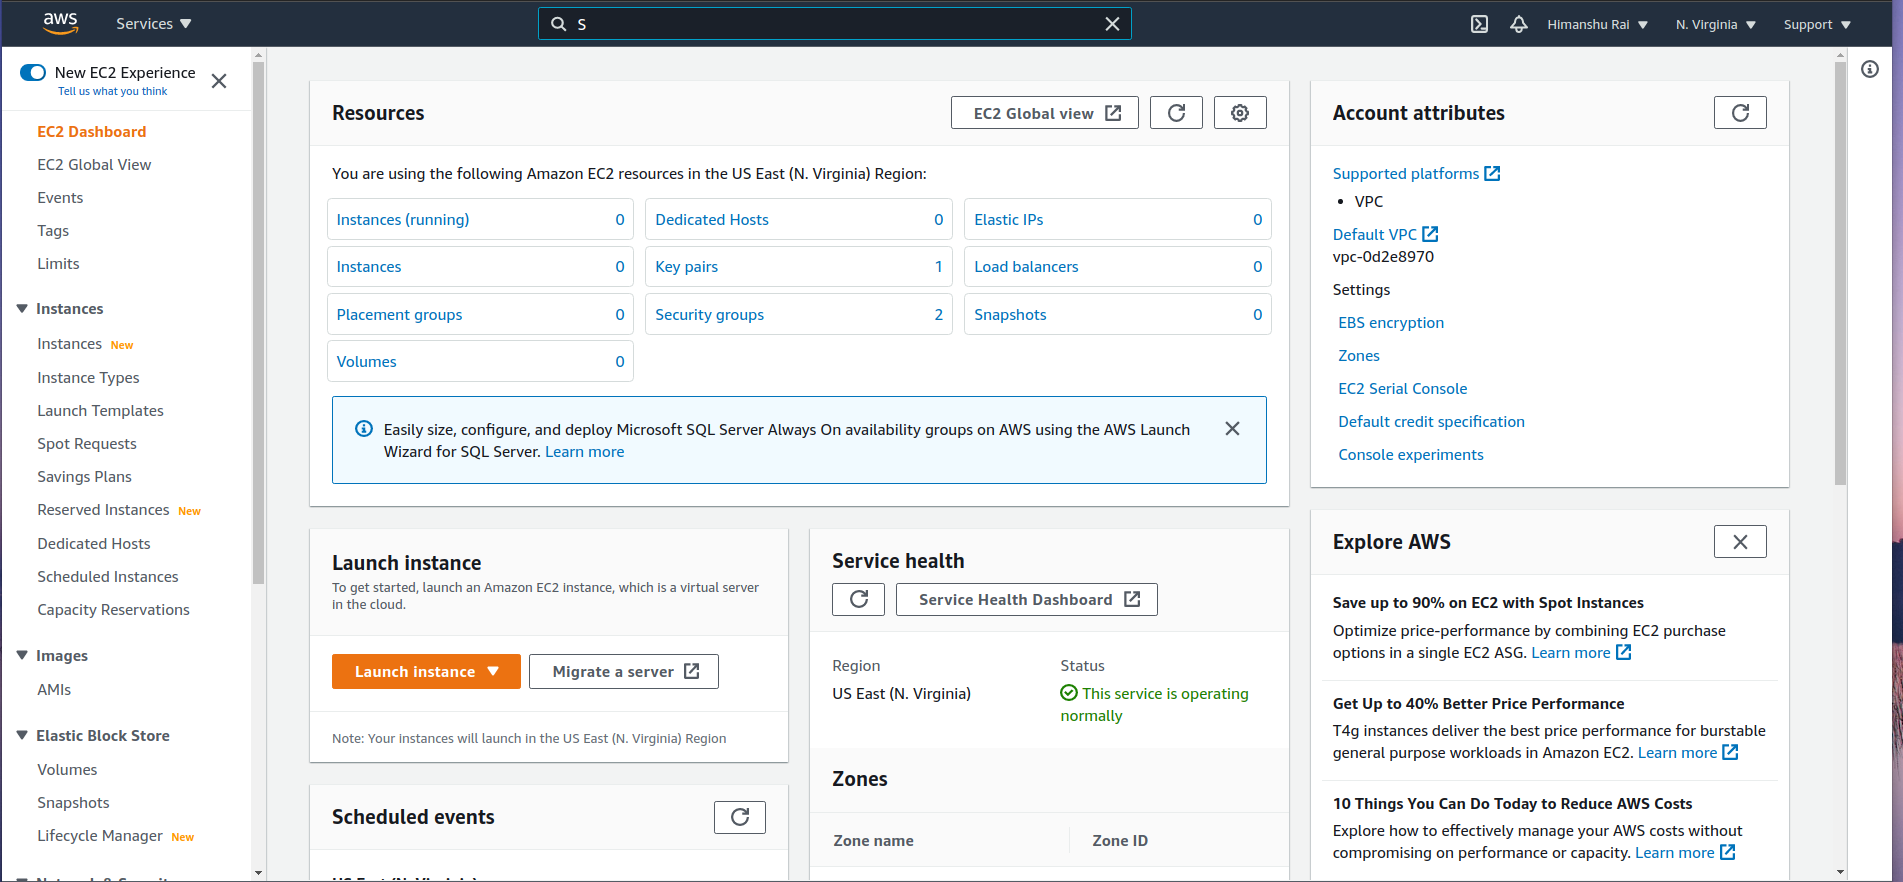 aws
Services
S
Himanshu Rai
N. Virginia
Support
New EC2 Experience
Tell us what you think
EC2 Dashboard
EC2 Global View
Events
Tags
Limits
Instances
Instances New
Instance Types
Launch Templates
Spot Requests
Savings Plans
Reserved Instances New
Dedicated Hosts
Scheduled Instances
Capacity Reservations
Images
AMIs
Elastic Block Store
Volumes
Snapshots
Lifecycle Manager New
Resources
EC2 Global view
You are using the following Amazon EC2 resources in the US East (N. Virginia) Region:
Instances (running) 0
Dedicated Hosts 0
Elastic IPs 0
Instances 0
Key pairs 1
Load balancers 0
Placement groups 0
Security groups 2
Snapshots 0
Volumes 0
Easily size, configure, and deploy Microsoft SQL Server Always On availability groups on AWS using the AWS Launch
Wizard for SQL Server. Learn more
Launch instance
To get started, launch an Amazon EC2 instance, which is a virtual server
in the cloud.
Launch instance
Migrate a server
Note: Your instances will launch in the US East (N. Virginia) Region
Scheduled events
Service health
Service Health Dashboard
Region
US East (N. Virginia)
Status
This service is operating
normally
Zones
Zone name
Zone ID
Account attributes
Supported platforms
• VPC
Default VPC
vpc-0d2e8970
Settings
EBS encryption
Zones
EC2 Serial Console
Default credit specification
Console experiments
Explore AWS
Save up to 90% on EC2 with Spot Instances
Optimize price-performance by combining EC2 purchase
options in a single EC2 ASG. Learn more
Get Up to 40% Better Price Performance
T4g instances deliver the best price performance for burstable
general purpose workloads in Amazon EC2. Learn more
10 Things You Can Do Today to Reduce AWS Costs
Explore how to effectively manage your AWS costs without
compromising on performance or capacity. Learn more